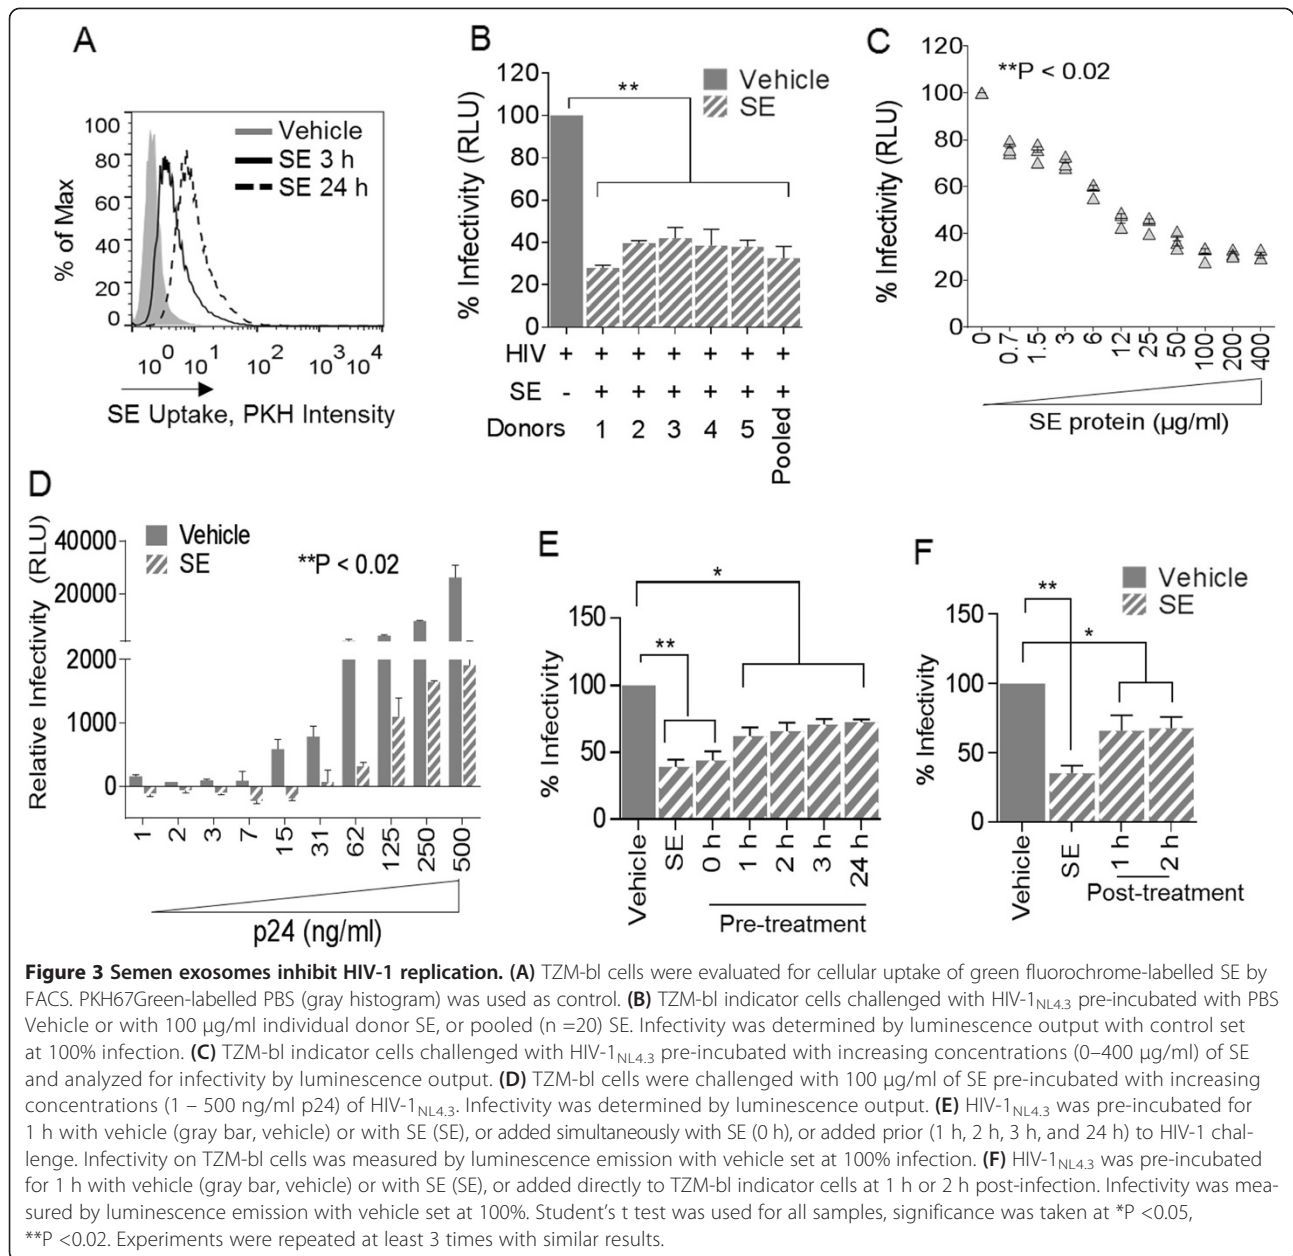 A
100
80
60
40
20
0
% of Max
Vehicle
SE 3 h
SE 24 h
10^0 10^1 10^2 10^3 10^4
SE Uptake, PKH Intensity
B
120
100
80
60
40
20
0
% Infectivity (RLU)
Vehicle
SE
**
HIV + + + + + + +
SE - + + + + + +
Donors 1 2 3 4 5 Pooled
C
120
100
80
60
40
20
0
% Infectivity (RLU)
**P < 0.02
0 0.7 1.5 3 6 12 25 50 100 200 400
SE protein (µg/ml)
D
40000
20000
2000
1000
0
Relative Infectivity (RLU)
Vehicle
SE
**P < 0.02
1 2 3 7 15 31 62 125 250 500
p24 (ng/ml)
E
150
100
50
0
% Infectivity
*
**
Vehicle SE 0 h 1 h 2 h 3 h 24 h
Pre-treatment
F
150
100
50
0
% Infectivity
Vehicle
SE
**
*
Vehicle SE 1 h 2 h
Post-treatment
Figure 3 Semen exosomes inhibit HIV-1 replication. (A) TZM-bl cells were evaluated for cellular uptake of green fluorochrome-labelled SE by
FACS. PKH67Green-labelled PBS (gray histogram) was used as control. (B) TZM-bl indicator cells challenged with HIV-1NL4.3 pre-incubated with PBS
Vehicle or with 100 µg/ml individual donor SE, or pooled (n =20) SE. Infectivity was determined by luminescence output with control set
at 100% infection. (C) TZM-bl indicator cells challenged with HIV-1NL4.3 pre-incubated with increasing concentrations (0–400 µg/ml) of SE
and analyzed for infectivity by luminescence output. (D) TZM-bl cells were challenged with 100 µg/ml of SE pre-incubated with increasing
concentrations (1 – 500 ng/ml p24) of HIV-1NL4.3. Infectivity was determined by luminescence output. (E) HIV-1NL4.3 was pre-incubated for
1 h with vehicle (gray bar, vehicle) or with SE (SE), or added simultaneously with SE (0 h), or added prior (1 h, 2 h, 3 h, and 24 h) to HIV-1 chal-
lenge. Infectivity on TZM-bl cells was measured by luminescence emission with vehicle set at 100% infection. (F) HIV-1NL4.3 was pre-incubated
for 1 h with vehicle (gray bar, vehicle) or with SE (SE), or added directly to TZM-bl indicator cells at 1 h or 2 h post-infection. Infectivity was mea-
sured by luminescence emission with vehicle set at 100%. Student's t test was used for all samples, significance was taken at *P <0.05,
**P <0.02. Experiments were repeated at least 3 times with similar results.